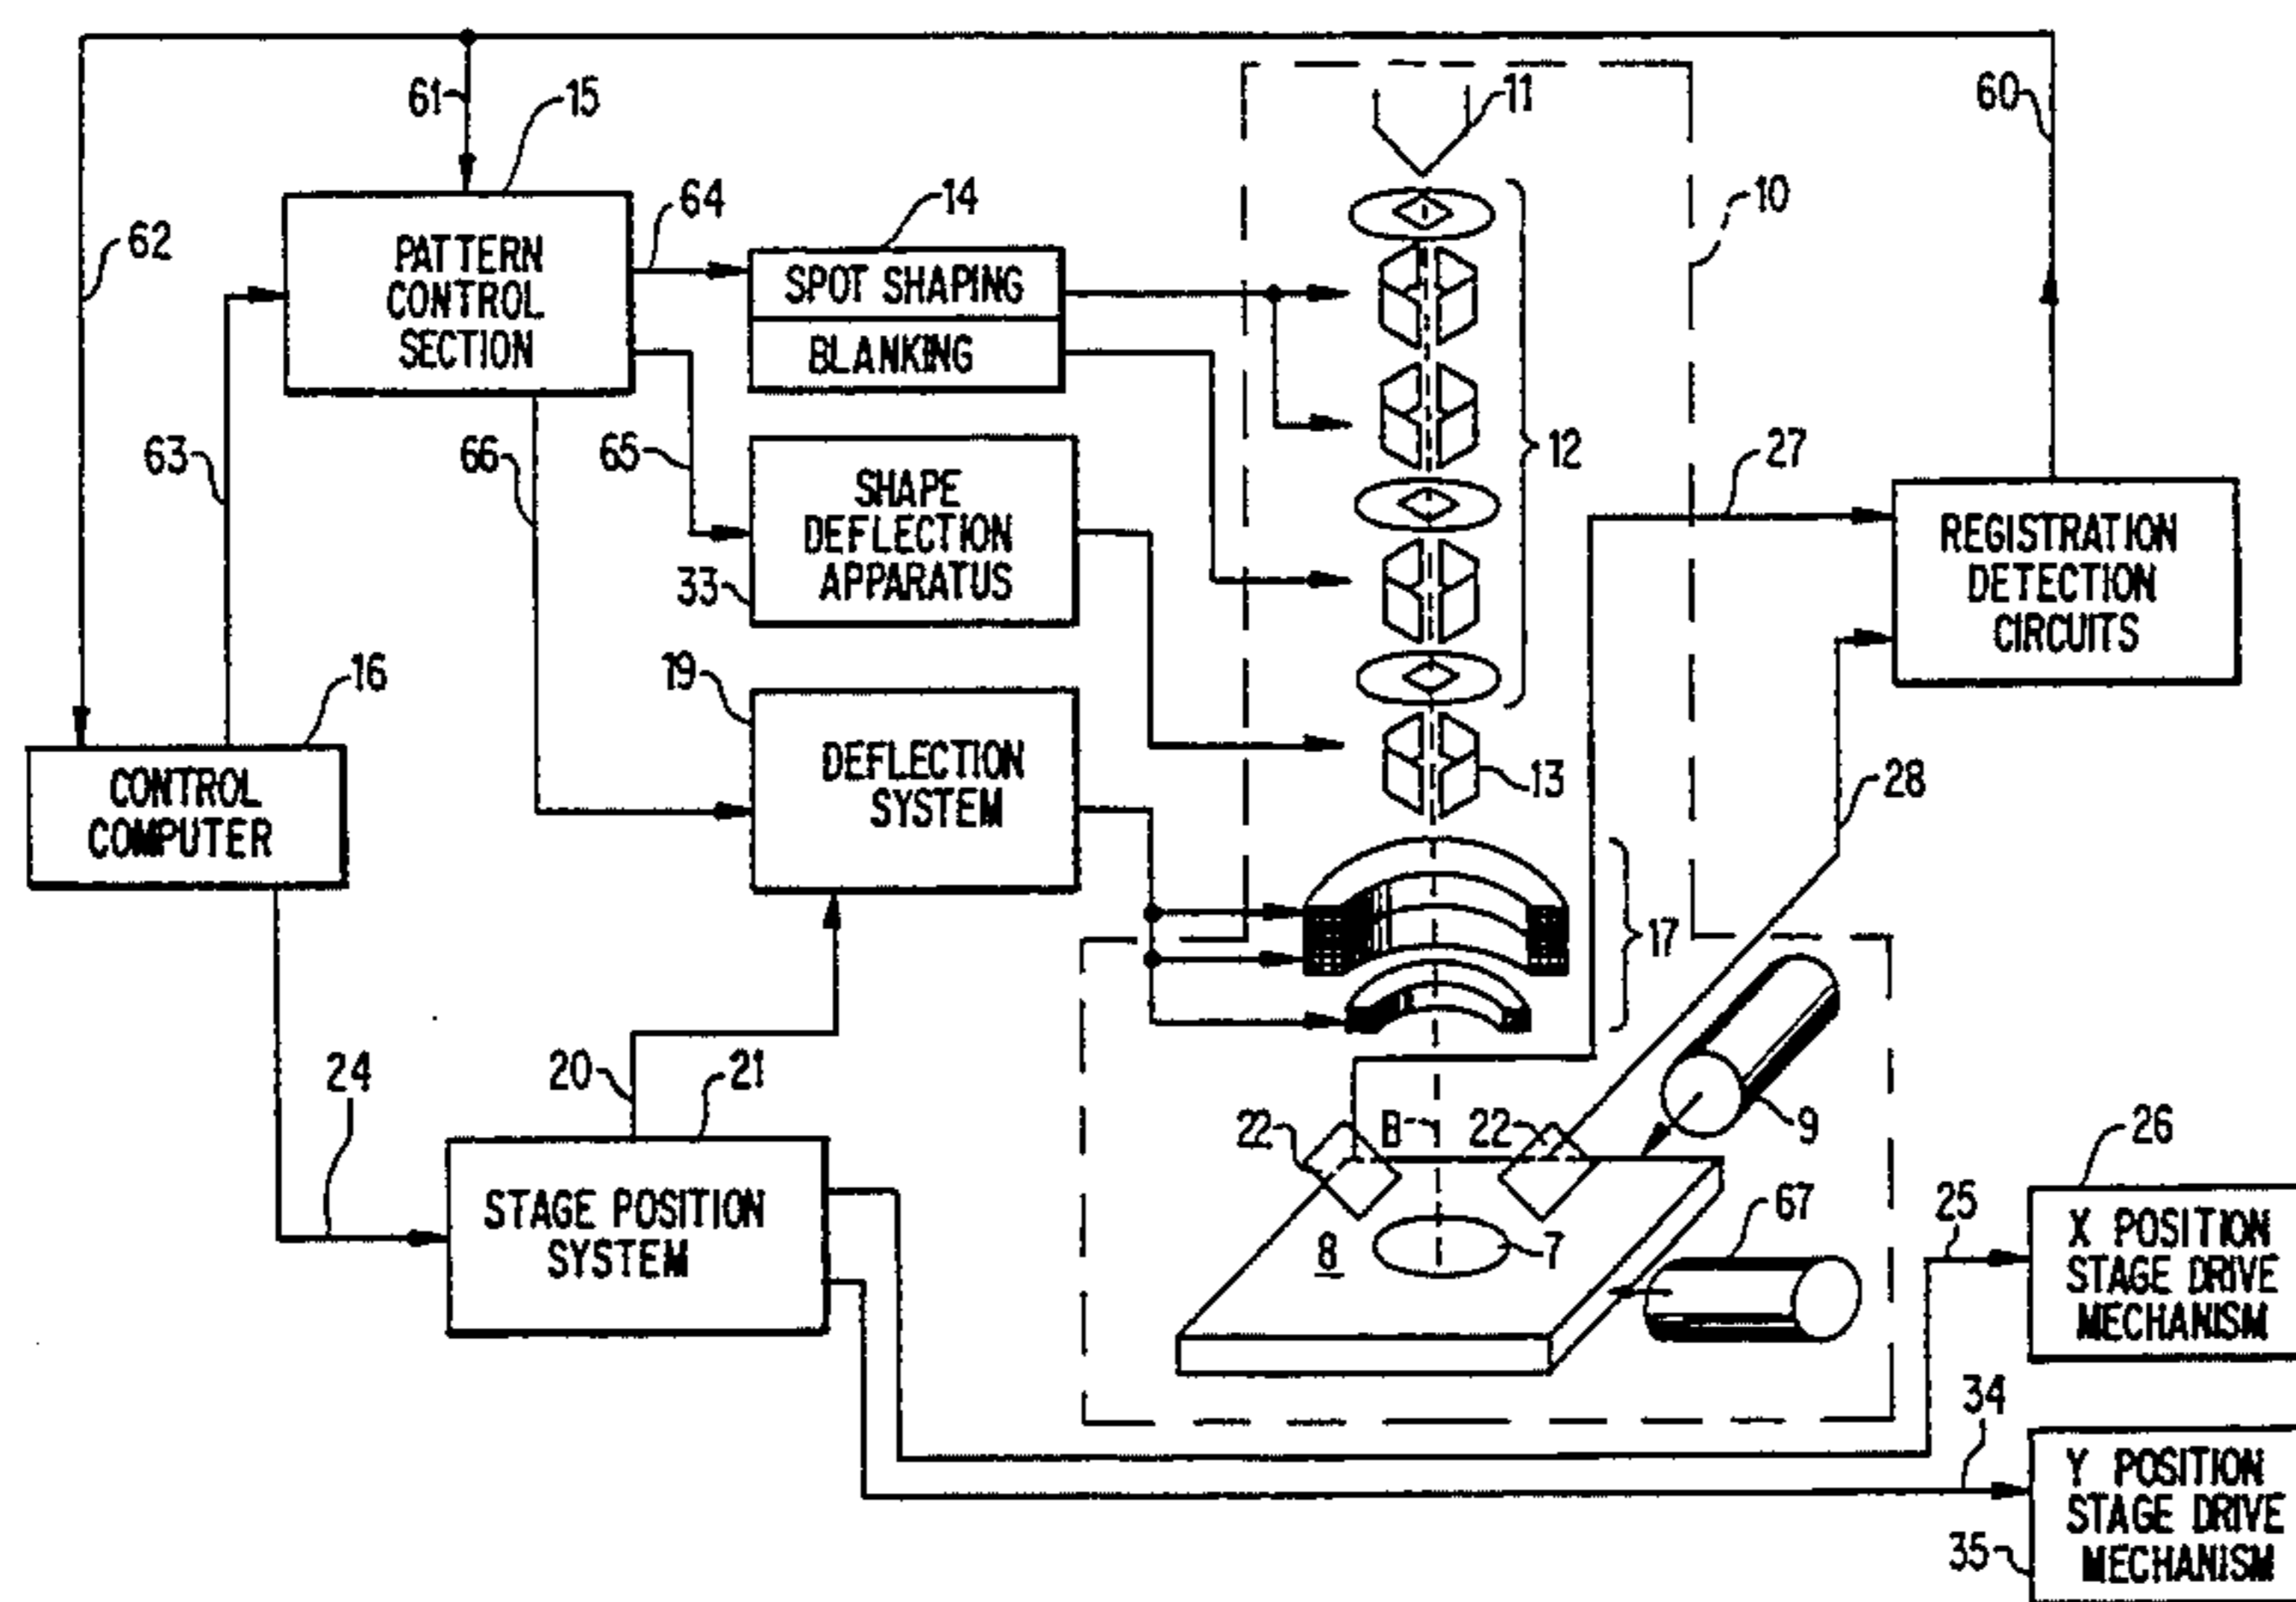 61
15
11
60
62
64
14
10
PATTERN
CONTROL
SECTION
SPOT SHAPING
BLANKING
63
66
65
12
27
SHAPE
DEFLECTION
APPARATUS
33
REGISTRATION
DETECTION
CIRCUITS
16
19
DEFLECTION
SYSTEM
13
28
CONTROL
COMPUTER
17
24
20
21
22
B
22
9
26
STAGE POSITION
SYSTEM
8
7
67
25
X POSITION
STAGE DRIVE
MECHANISM
34
Y POSITION
STAGE DRIVE
MECHANISM
35